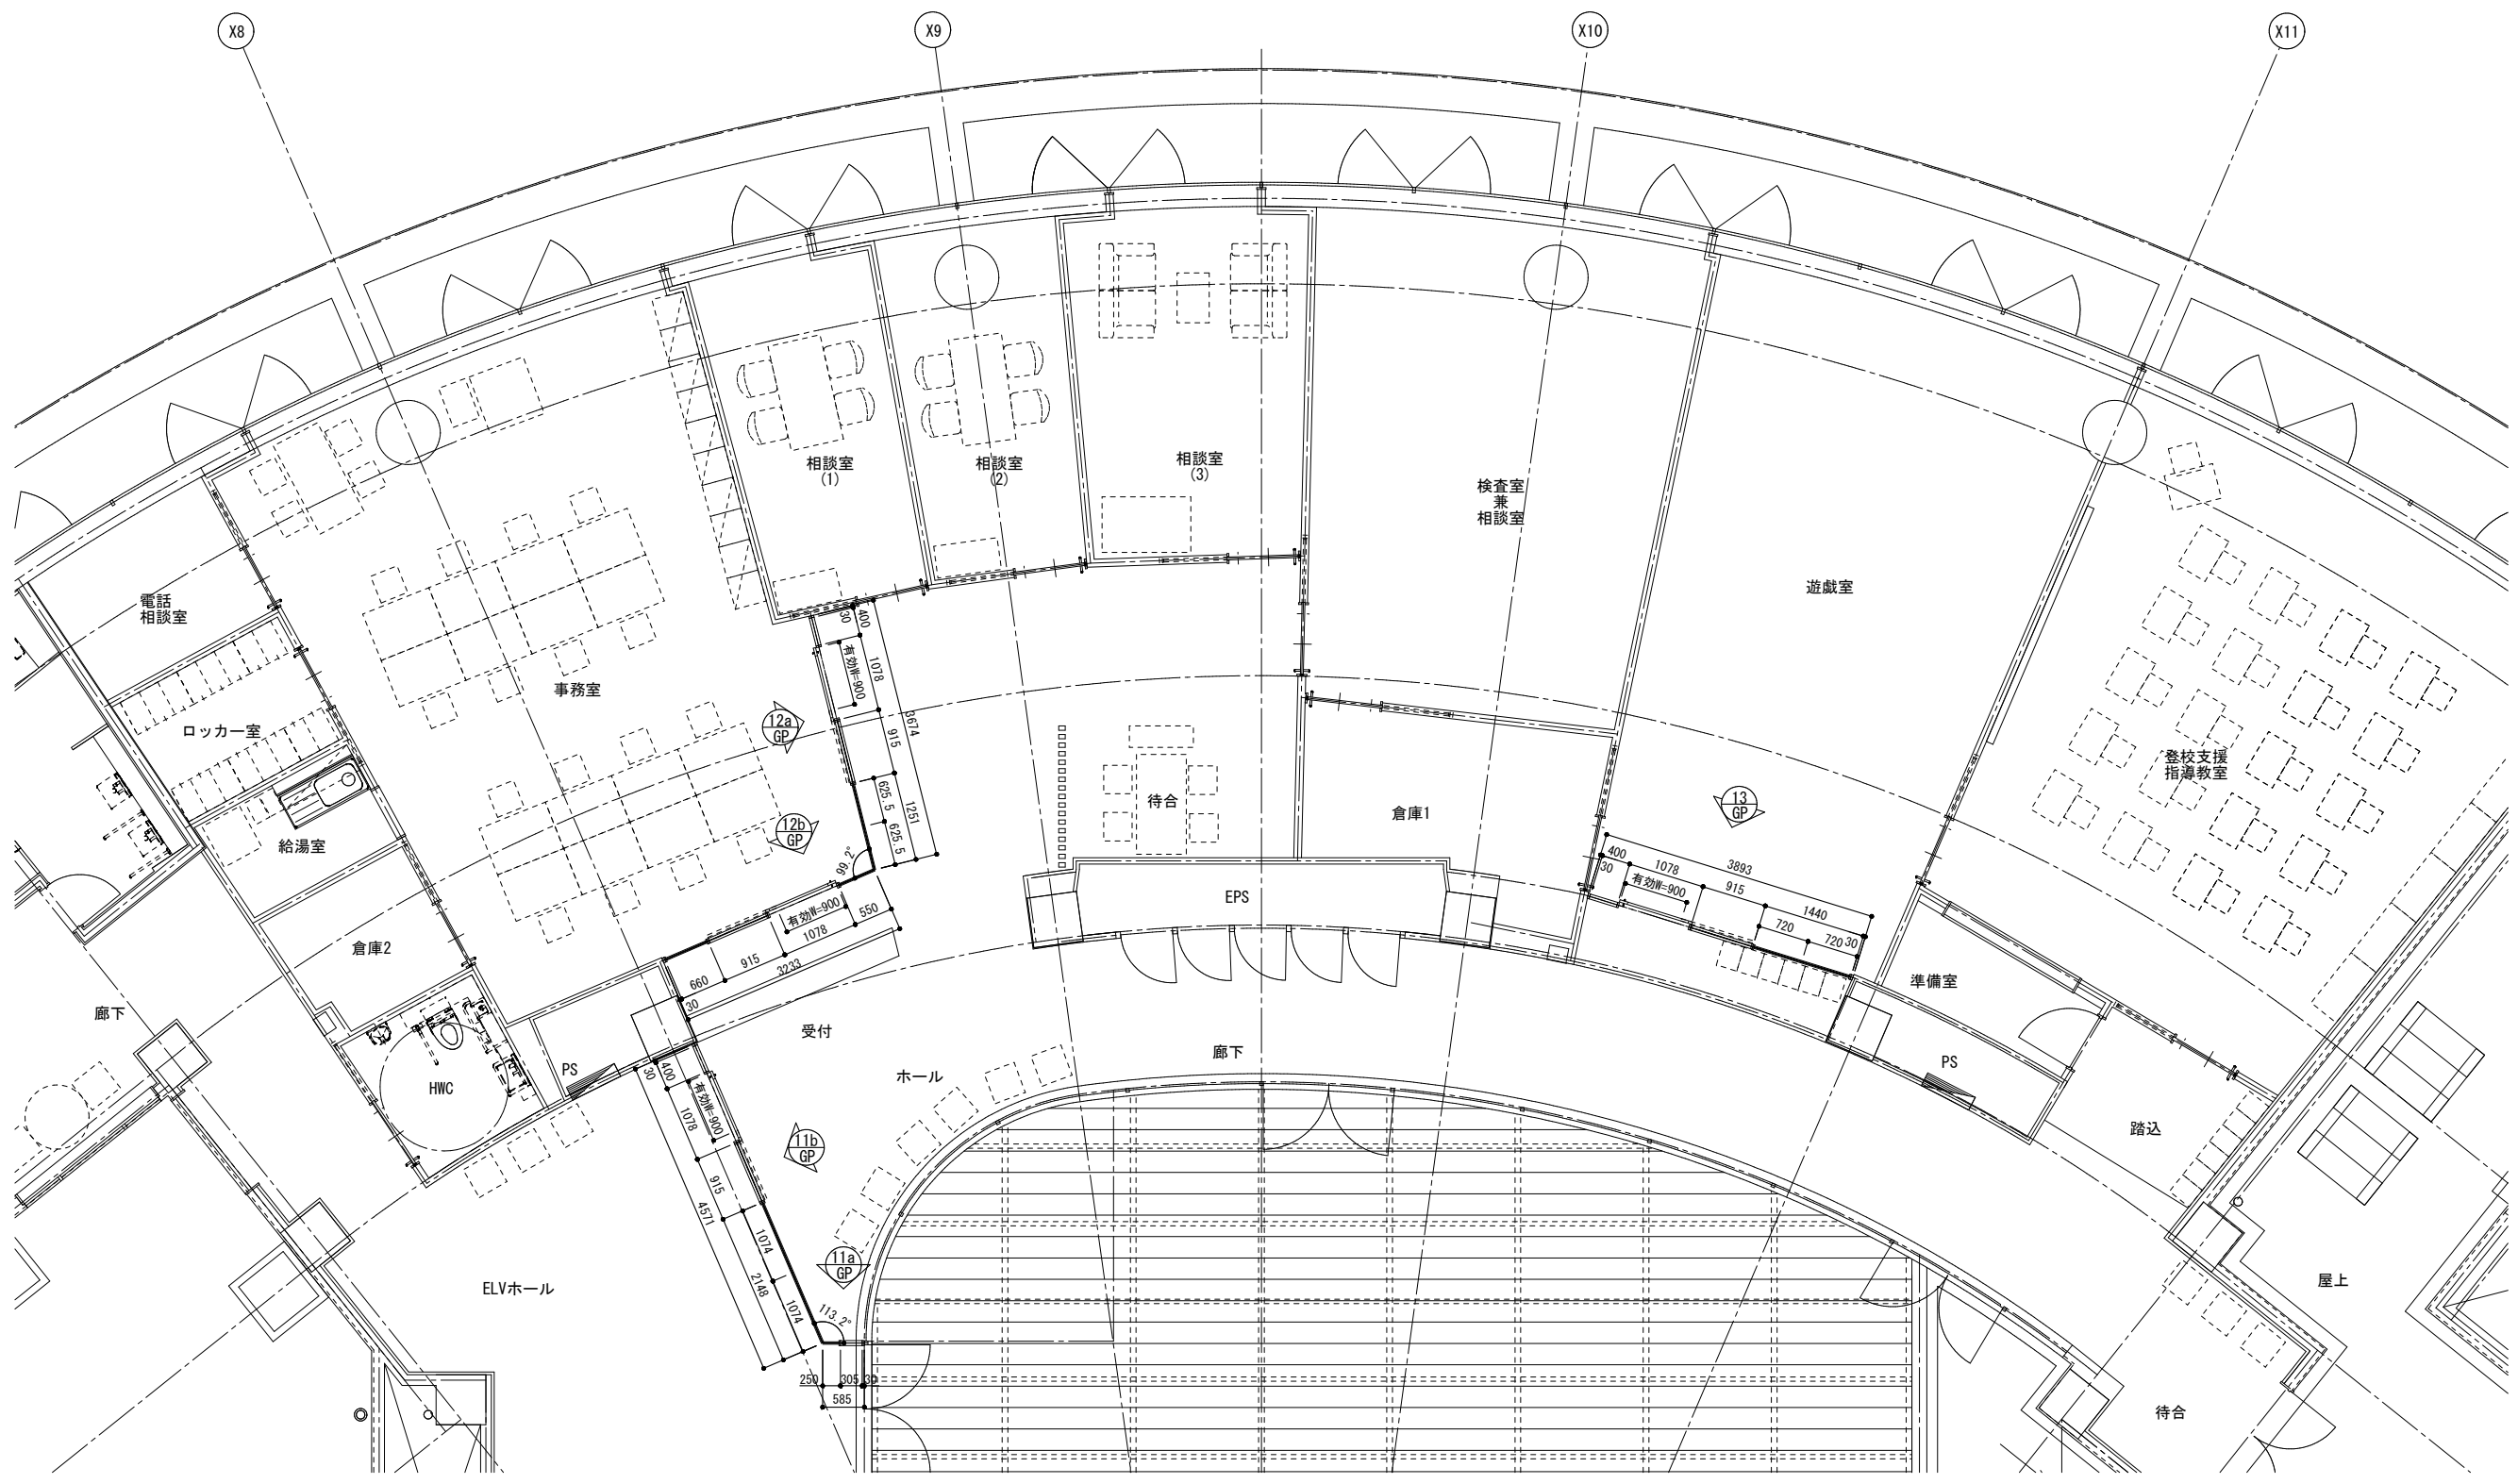 X8
X9
X10
X11
相談室
(1)
相談室
(2)
相談室
(3)
検査室
兼
相談室
遊戯室
電話
相談室
ロッカー室
事務室
給湯室
倉庫2
廊下
HWC
PS
ELVホール
受付
ホール
廊下
待合
EPS
倉庫1
登校支援
指導教室
準備室
PS
踏込
屋上
待合
12a
GP
12b
GP
13
GP
11b
GP
11a
GP
30
400
有効W=900
1078
3674
915
625.5
1251
625.5
99.2°
有効W=900
550
1078
915
3233
660
30
30
400
有効W=900
1078
915
4571
1074
2148
1074
113.2°
250
305
30
585
3893
400
30
1078
有効W=900
915
1440
720
720
30